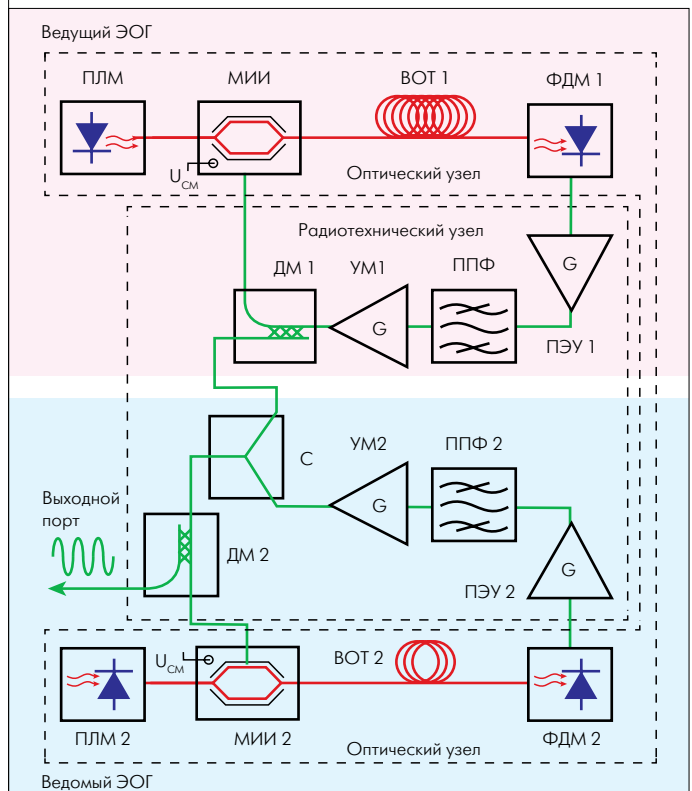 Ведущий ЭОГ
ПЛМ МИИ ВОТ 1 ФДМ 1
U СМ
Оптический узел
Радиотехнический узел
ДМ 1 УМ1 ППФ G
G
ПЭУ 1
С УМ2 ППФ 2
G
Выходной
порт
ДМ 2
ПЭУ 2 G
U СМ ВОТ 2
ПЛМ 2 МИИ 2 ФДМ 2
Оптический узел
Ведомый ЭОГ